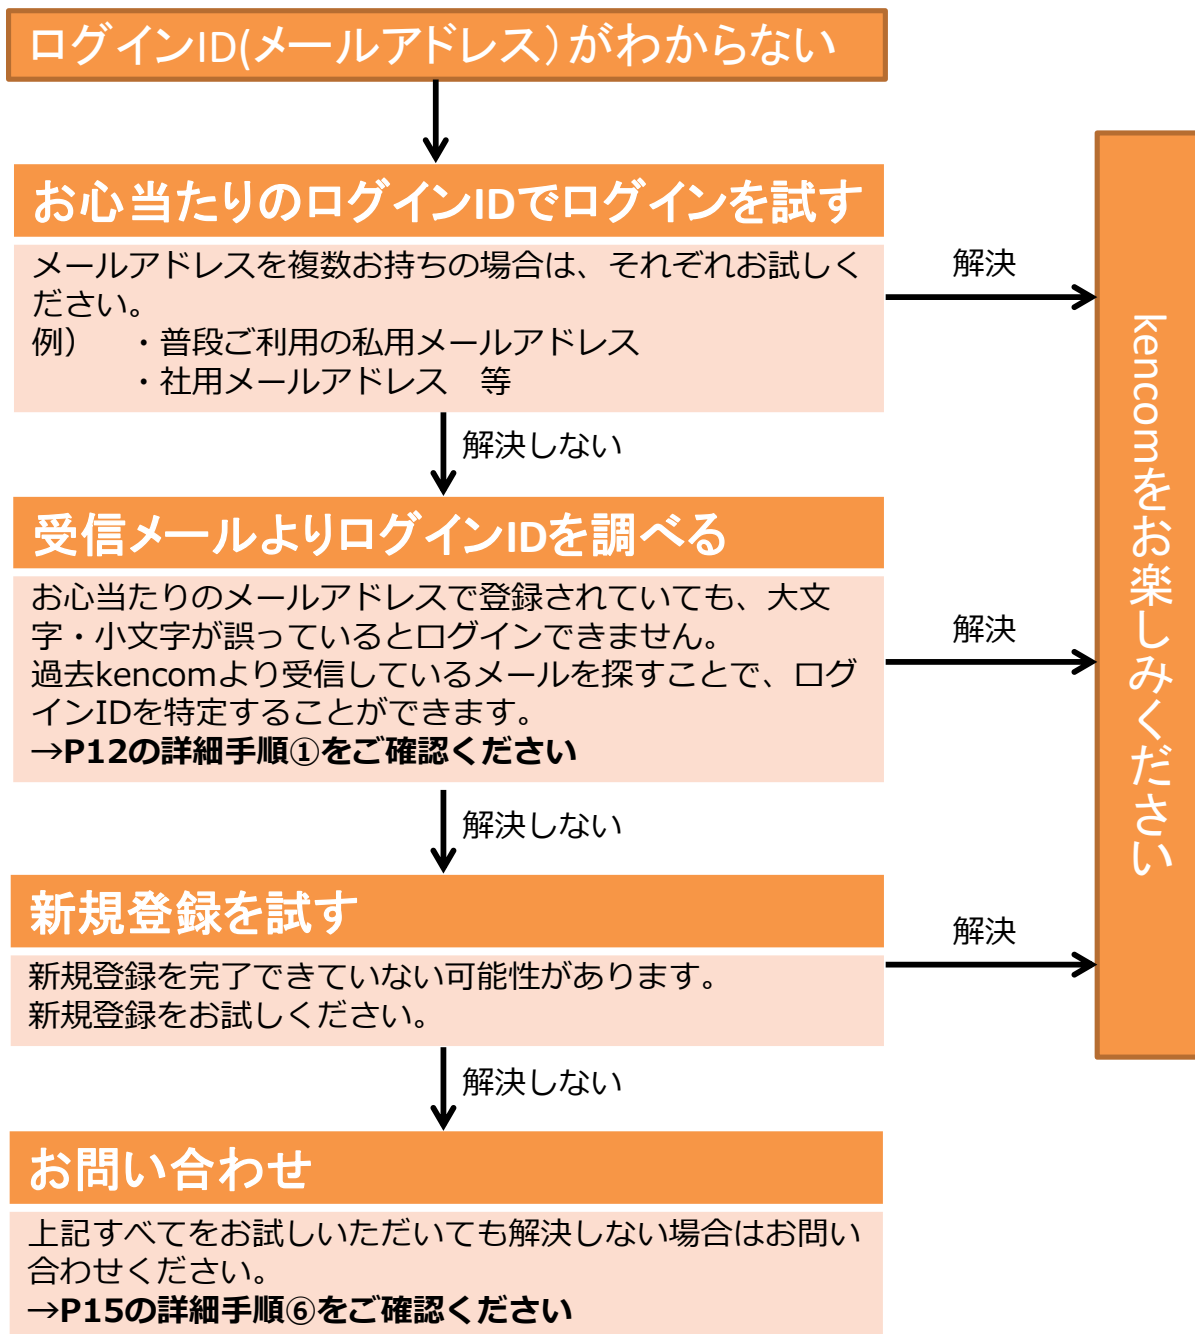 ログインID(メールアドレス）がわからない
お心当たりのログインIDでログインを試す
メールアドレスを複数お持ちの場合は、それぞれお試しく
ださい。
例）　・普段ご利用の私用メールアドレス
・社用メールアドレス　等
解決
解決しない
受信メールよりログインIDを調べる
お心当たりのメールアドレスで登録されていても、大文
字・小文字が誤っているとログインできません。
過去kencomより受信しているメールを探すことで、ログ
インIDを特定することができます。
→P12の詳細手順①をご確認ください
解決
解決しない
新規登録を試す
新規登録を完了できていない可能性があります。
新規登録をお試しください。
解決
解決しない
お問い合わせ
上記すべてをお試しいただいても解決しない場合はお問い
合わせください。
→P15の詳細手順⑥をご確認ください
kencomをお楽しみください